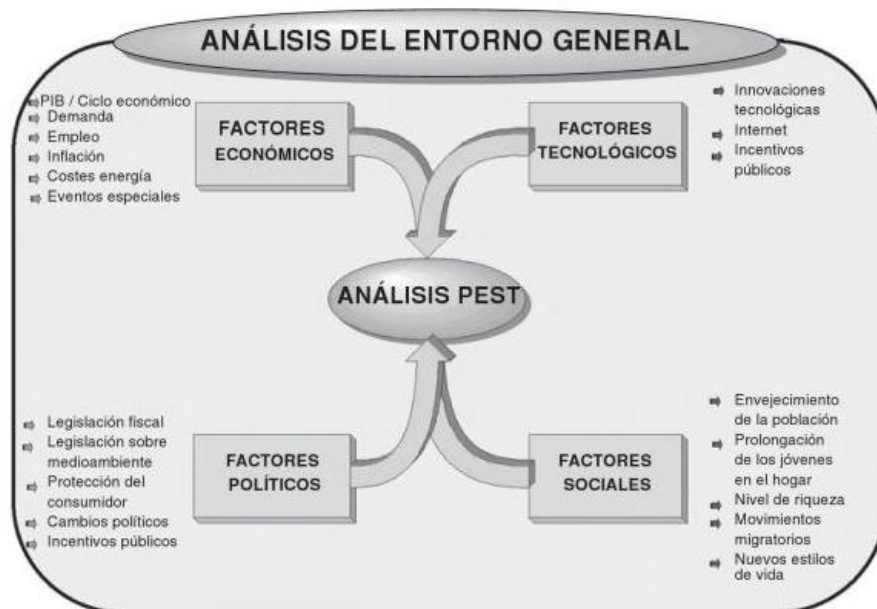 ANÁLISIS DEL ENTORNO GENERAL
PIB / Ciclo económico
Demanda
Empleo
Inflación
Costes energía
Eventos especiales
FACTORES
ECONÓMICOS
FACTORES
TECNOLÓGICOS
Innovaciones
tecnológicas
Internet
Incentivos
públicos
ANÁLISIS PEST
Legislación fiscal
Legislación sobre
medioambiente
Protección del
consumidor
Cambios políticos
Incentivos públicos
FACTORES
POLÍTICOS
FACTORES
SOCIALES
Envejecimiento
de la población
Prolongación
de los jóvenes
en el hogar
Nivel de riqueza
Movimientos
migratorios
Nuevos estilos
de vida